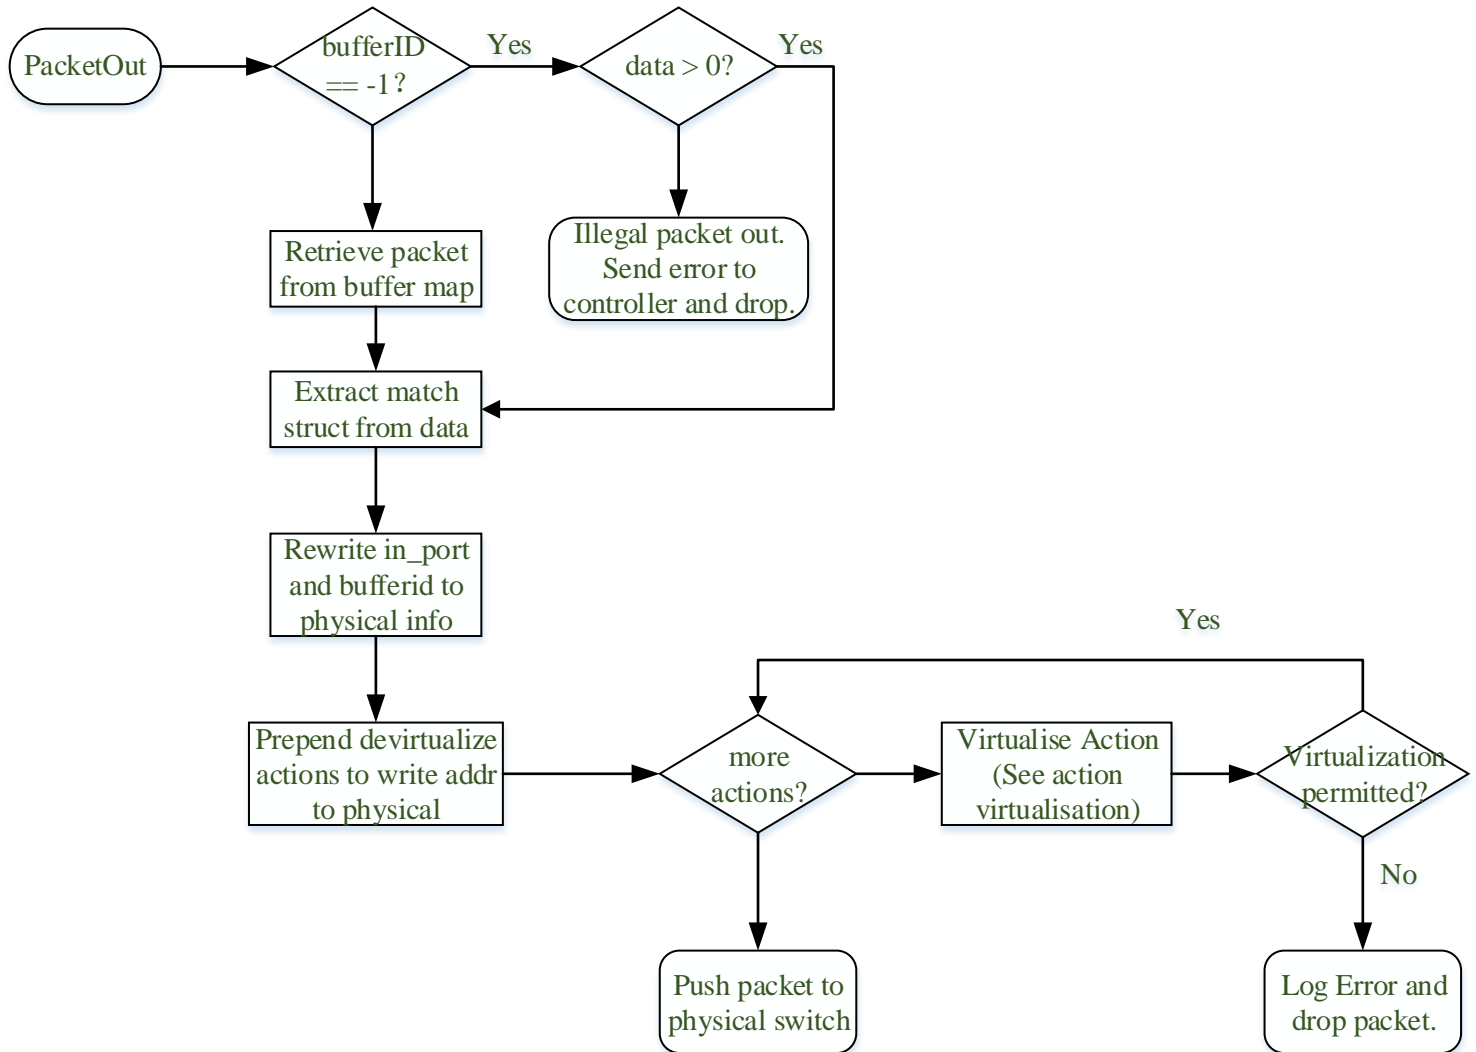 PacketOut
bufferID
== -1?
Yes
data > 0?
Yes
Retrieve packet
from buffer map
Illegal packet out.
Send error to
controller and drop.
Extract match
struct from data
Rewrite in_port
and bufferid to
physical info
Yes
Prepend devirtualize
actions to write addr
to physical
more
actions?
Virtualise Action
(See action
virtualisation)
Virtualization
permitted?
No
Push packet to
physical switch
Log Error and
drop packet.